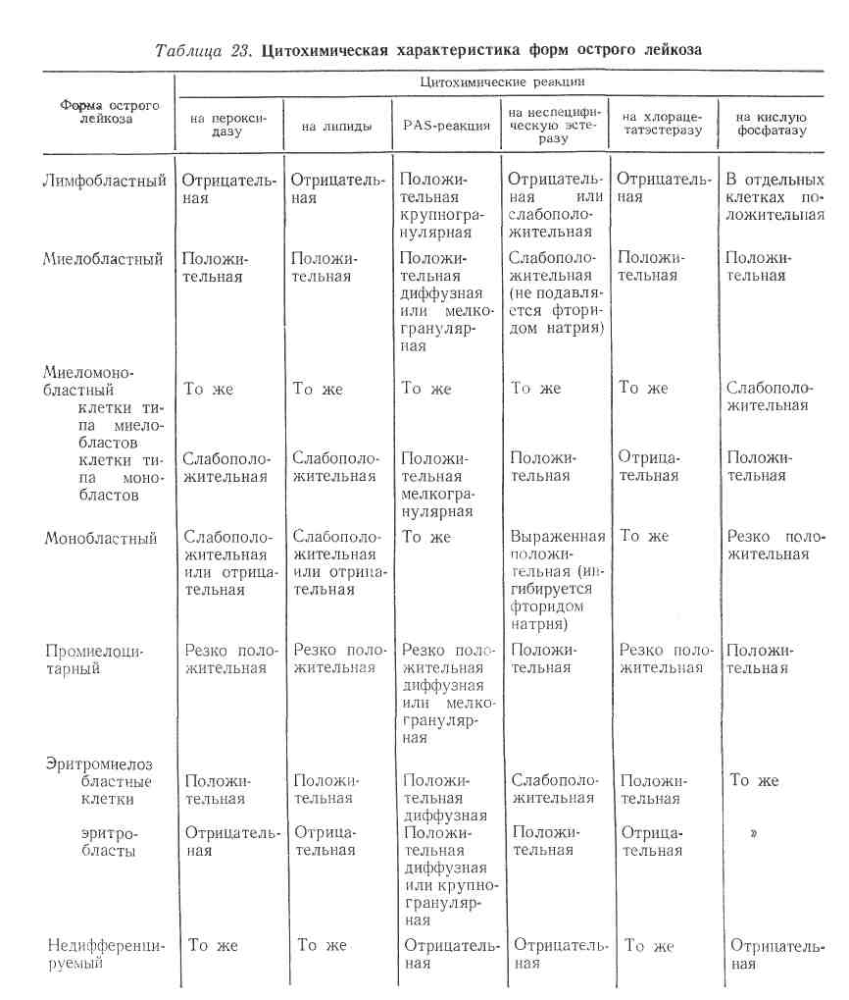 Таблица 23. Цитохимическая характеристика форм острого лейкоза
Форма острого
лейкоза
Цитохимические реакции
на перокси-
дазу
на липиды
PAS-реакция
на неспецифи-
ческую эсте-
разу
на хлораце-
татэстеразу
на кислую
фосфатазу
Лимфобластный
Отрицатель-
ная
Отрицатель-
ная
Положи-
тельная
крупногра-
нулярная
Отрицатель-
ная или
слабополо-
жительная
Отрицатель-
ная
В отдельных
клетках по-
ложительная
Миелобластный
Положи-
тельная
Положи-
тельная
Положи-
тельная
диффузная
или мелко-
грануляр-
ная
Слабополо-
жительная
(не подавля-
ется фтори-
дом натрия)
Положи-
тельная
Положи-
тельная
Миеломоно-
бластный
клетки ти-
па миело-
бластов
То же
То же
То же
То же
То же
Слабополо-
жительная
клетки ти-
па моно-
бластов
Слабополо-
жительная
Слабополо-
жительная
Положи-
тельная
мелкогра-
нулярная
Положи-
тельная
Отрица-
тельная
Положи-
тельная
Монобластный
Слабополо-
жительная
или отрица-
тельная
Слабополо-
жительная
или отрица-
тельная
То же
Выраженная
положи-
тельная (ин-
гибируется
фторидом
натрия)
То же
Резко поло-
жительная
Промиелоци-
тарный
Резко поло-
жительная
Резко поло-
жительная
Резко поло-
жительная
диффузная
или мелко-
грануляр-
ная
Положи-
тельная
Резко поло-
жительная
Положи-
тельная
Эритромиелоз
бластные
клетки
Положи-
тельная
Положи-
тельная
Положи-
тельная
диффузная
Слабополо-
жительная
Положи-
тельная
То же
эритро-
бласты
Отрицатель-
ная
Отрица-
тельная
Положи-
тельная
диффузная
или крупно-
грануляр-
ная
Положи-
тельная
Отрица-
тельная
»
Недифференци-
руемый
То же
То же
Отрицатель-
ная
Отрицатель-
ная
То же
Отрицатель-
ная